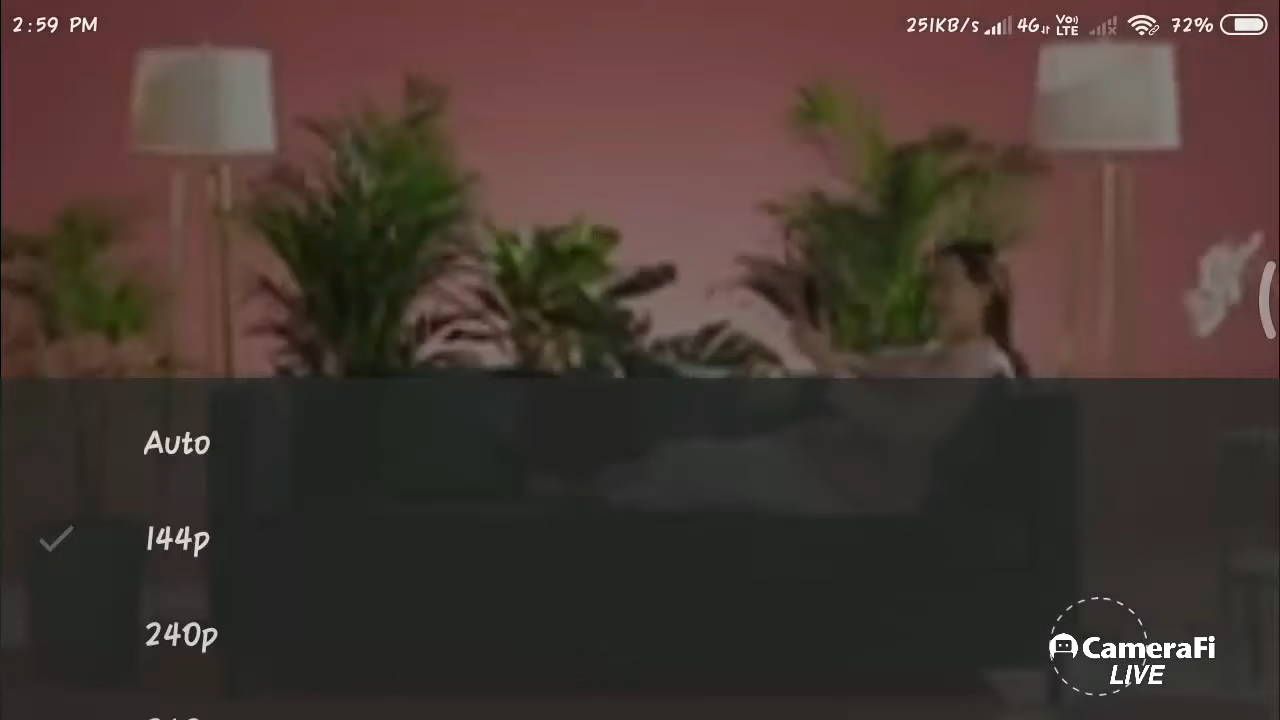 2:59 PM
251KB/s 4G Vo)) LTE 72%
Auto
144p
240p
CameraFi
LIVE